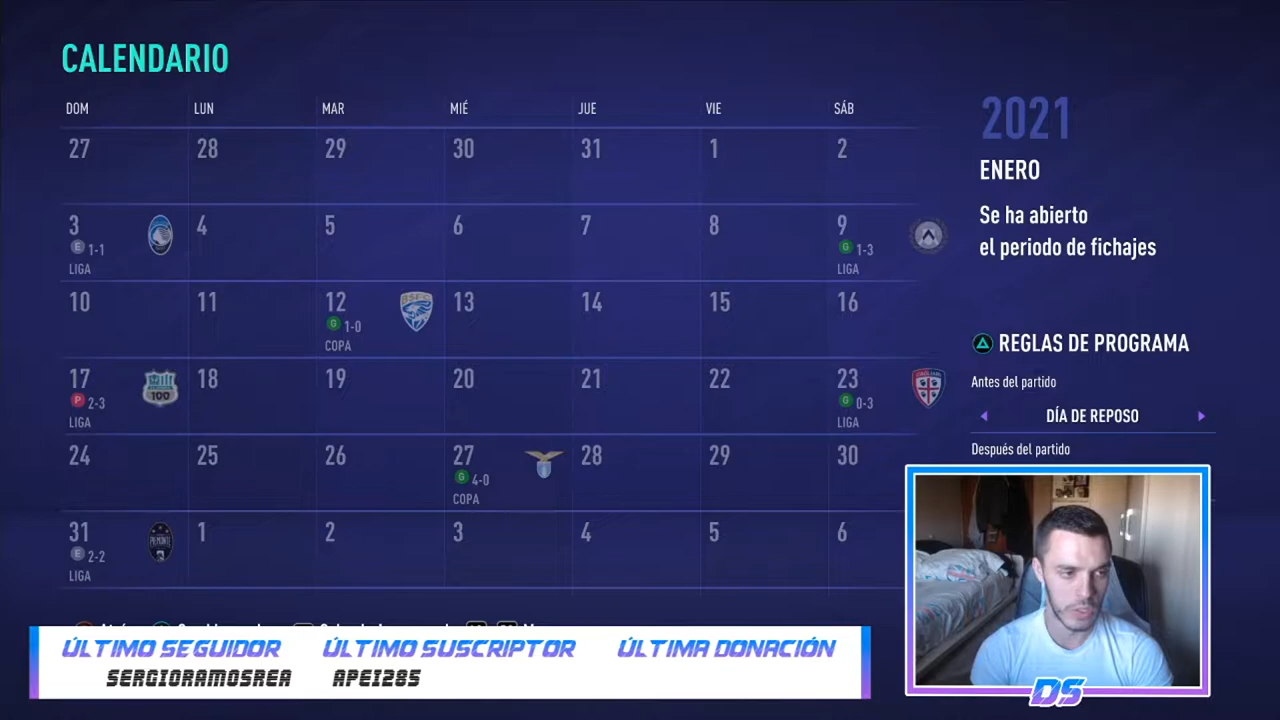 CALENDARIO
DOM LUN MAR MIÉ JUE VIE SÁB
27 28 29 30 31 1 2
3 4 5 6 7 8 9
E 1-1 G 1-3
LIGA LIGA
10 11 12 13 14 15 16
G 1-0
COPA
17 18 19 20 21 22 23
P 2-3 G 0-3
LIGA LIGA
100
24 25 26 27 28 29 30
G 4-0
COPA
31 1 2 3 4 5 6
E 2-2
LIGA
2021
ENERO
Se ha abierto
el periodo de fichajes
REGLAS DE PROGRAMA
Antes del partido
DÍA DE REPOSO
Después del partido
ÚLTIMO SEGUIDOR ÚLTIMO SUSCRIPTOR ÚLTIMA DONACIÓN
SERGIORAMOSREA APEI285
DS